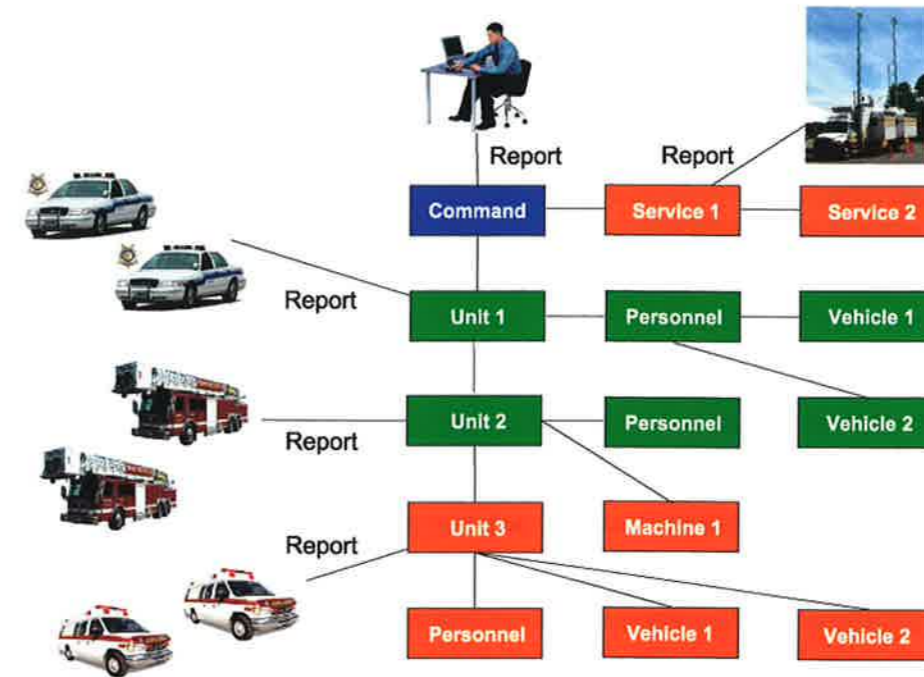 Report
Report
Command
Service 1
Service 2
Report
Unit 1
Personnel
Vehicle 1
Report
Unit 2
Personnel
Vehicle 2
Report
Unit 3
Machine 1
Personnel
Vehicle 1
Vehicle 2